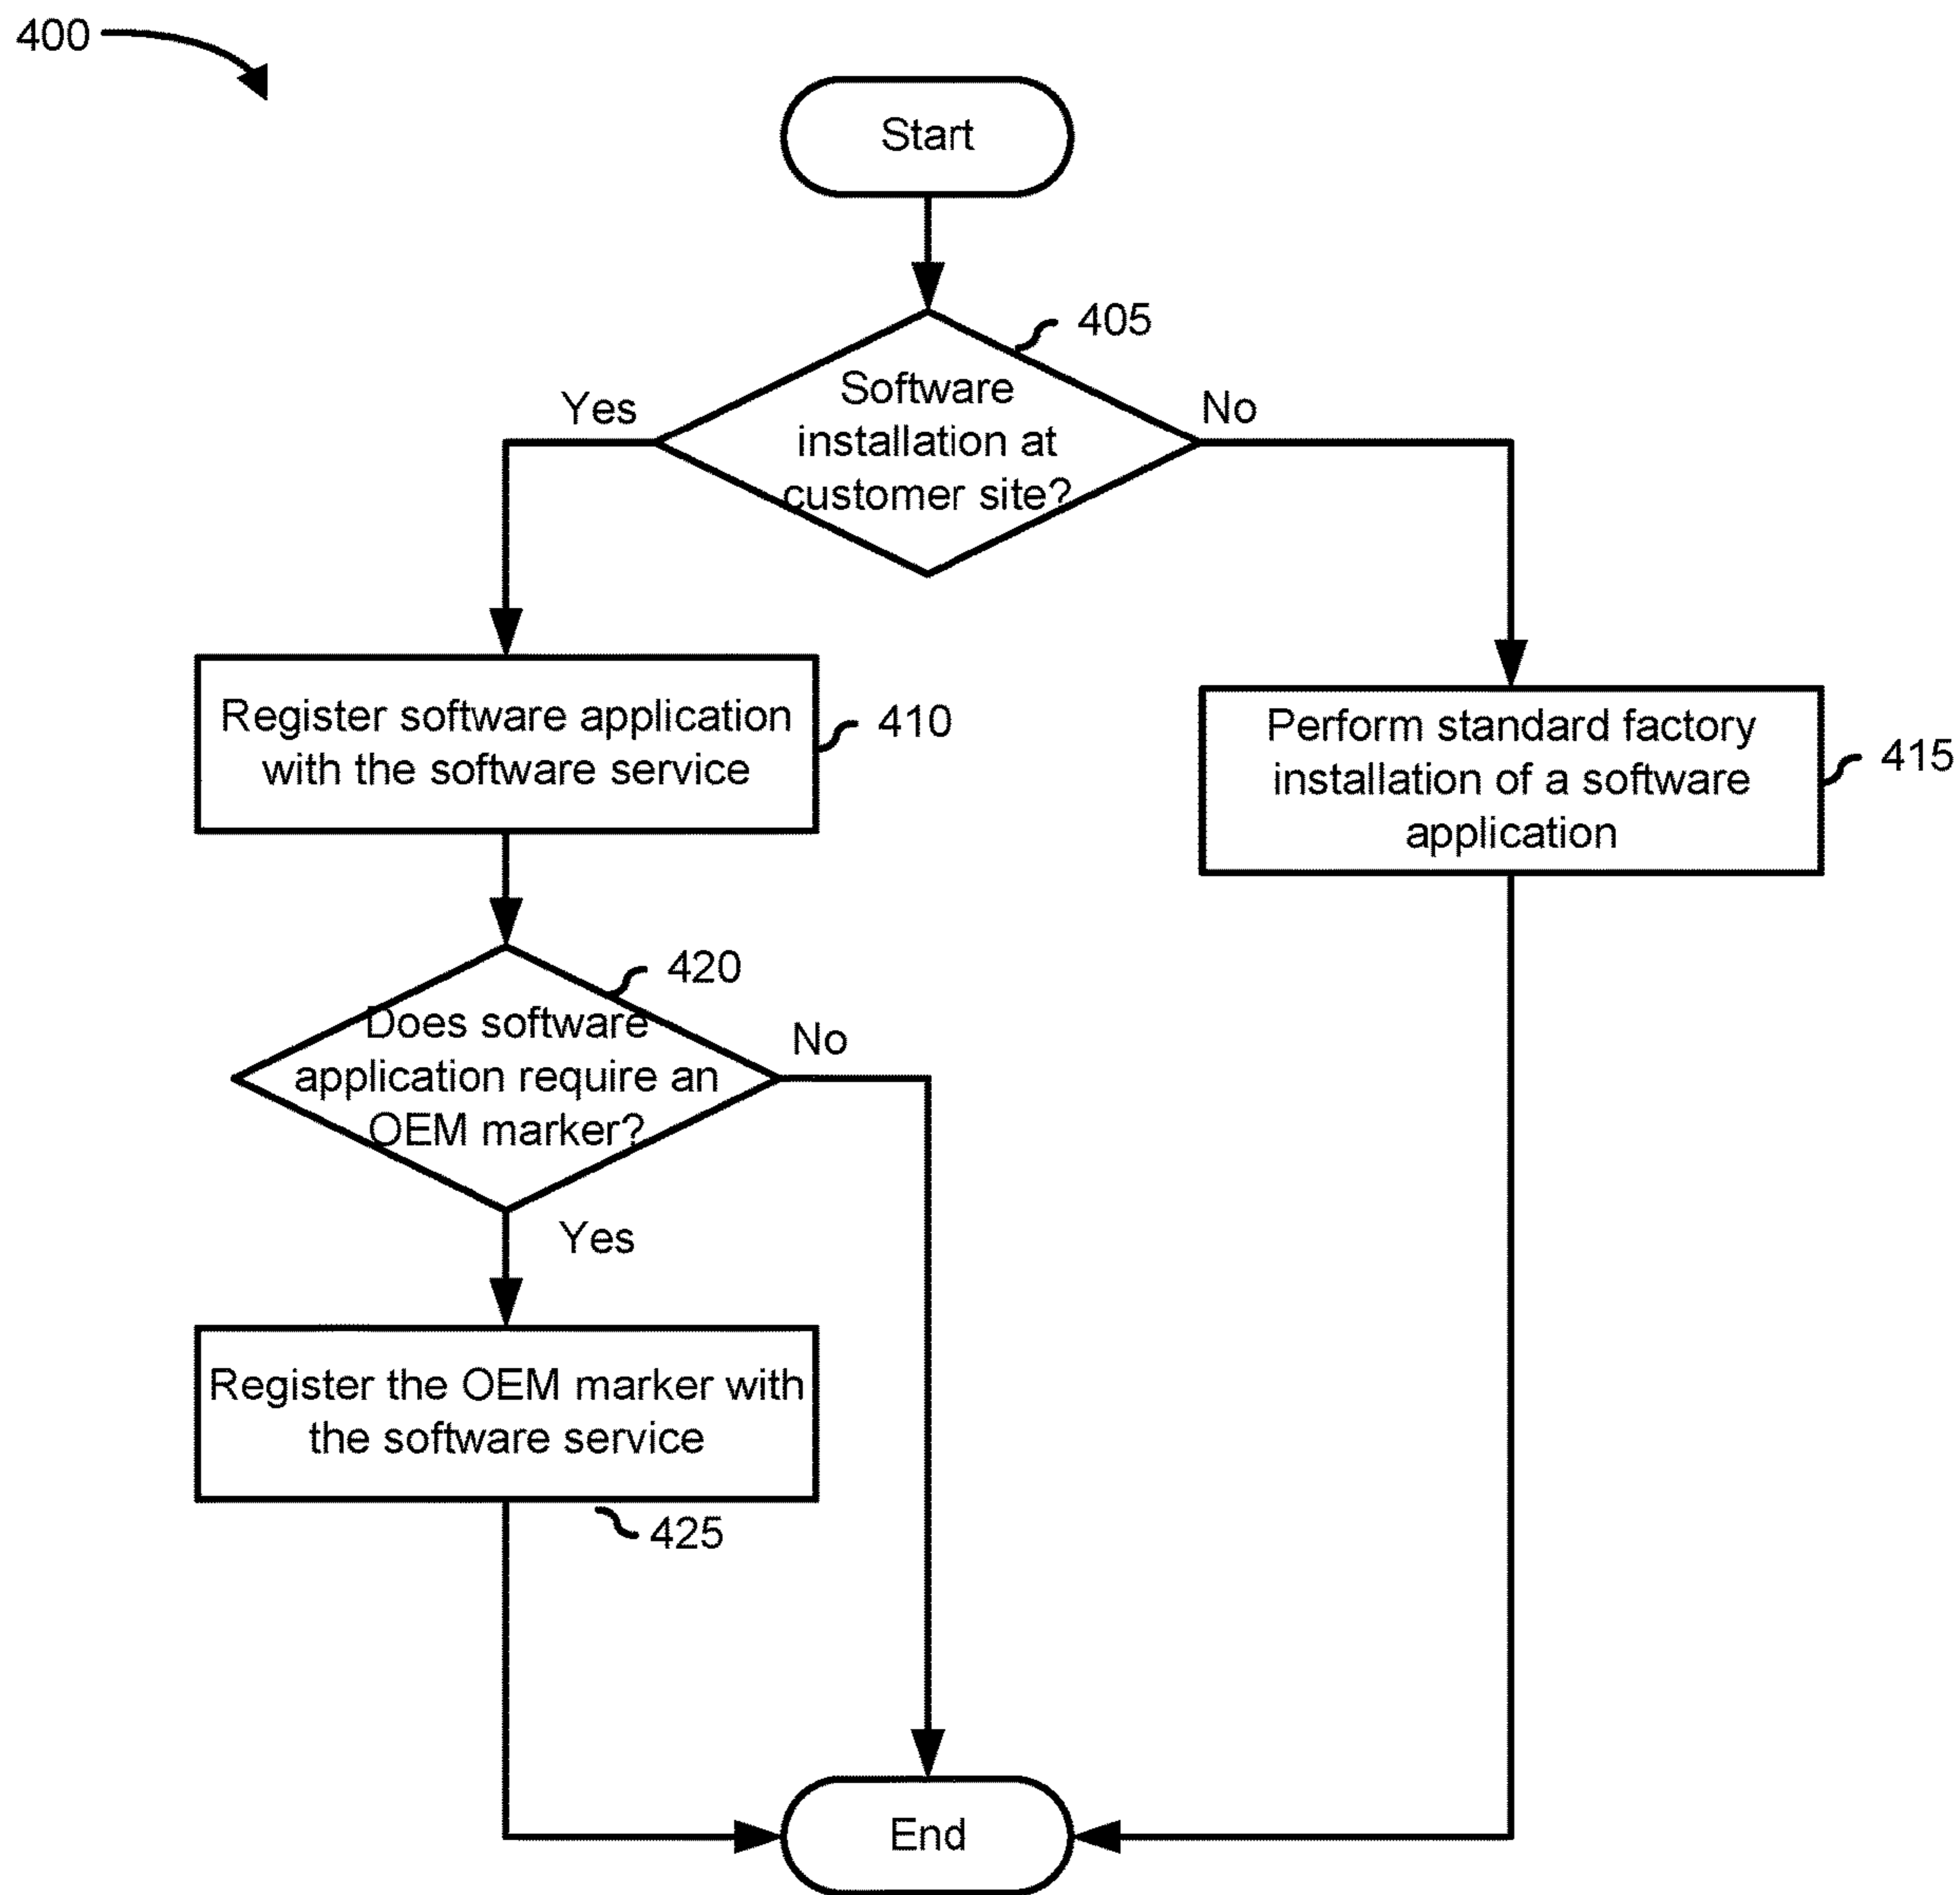 400
Start
405
Software
installation at
customer site?
Yes
No
Register software application
with the software service
410
Perform standard factory
installation of a software
application
415
420
Does software
application require an
OEM marker?
No
Yes
Register the OEM marker with
the software service
425
End